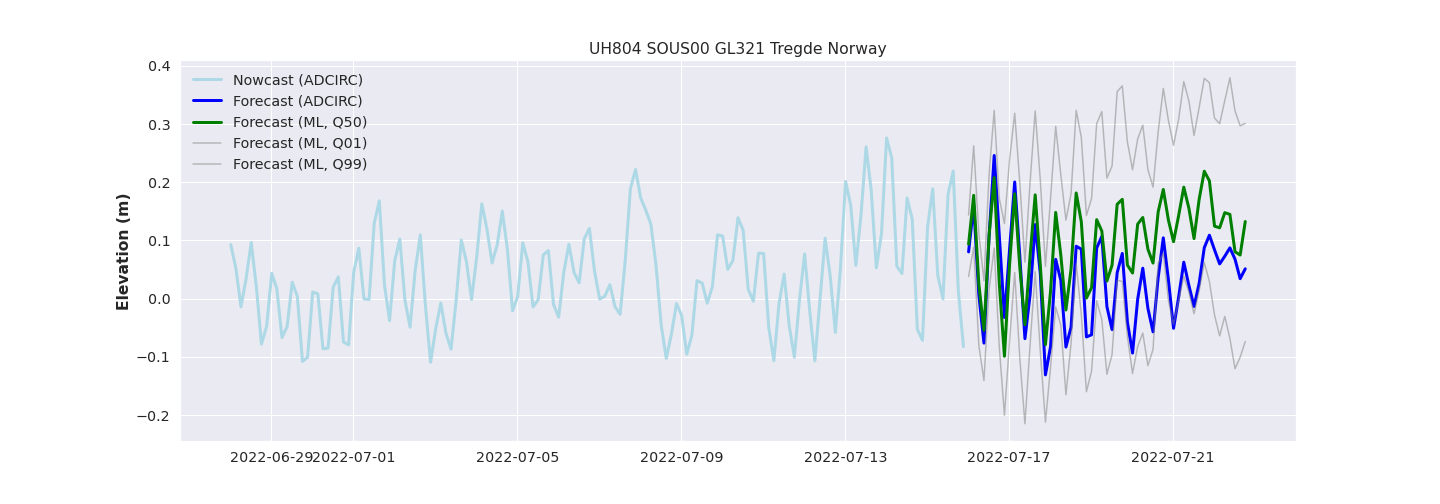 UH804 SOUS00 GL321 Tregde Norway
Nowcast (ADCIRC)
Forecast (ADCIRC)
Forecast (ML, Q50)
Forecast (ML, Q01)
Forecast (ML, Q99)
Elevation (m)
0.4
0.3
0.2
0.1
0.0
−0.1
−0.2
2022-06-29 2022-07-01 2022-07-05 2022-07-09 2022-07-13 2022-07-17 2022-07-21